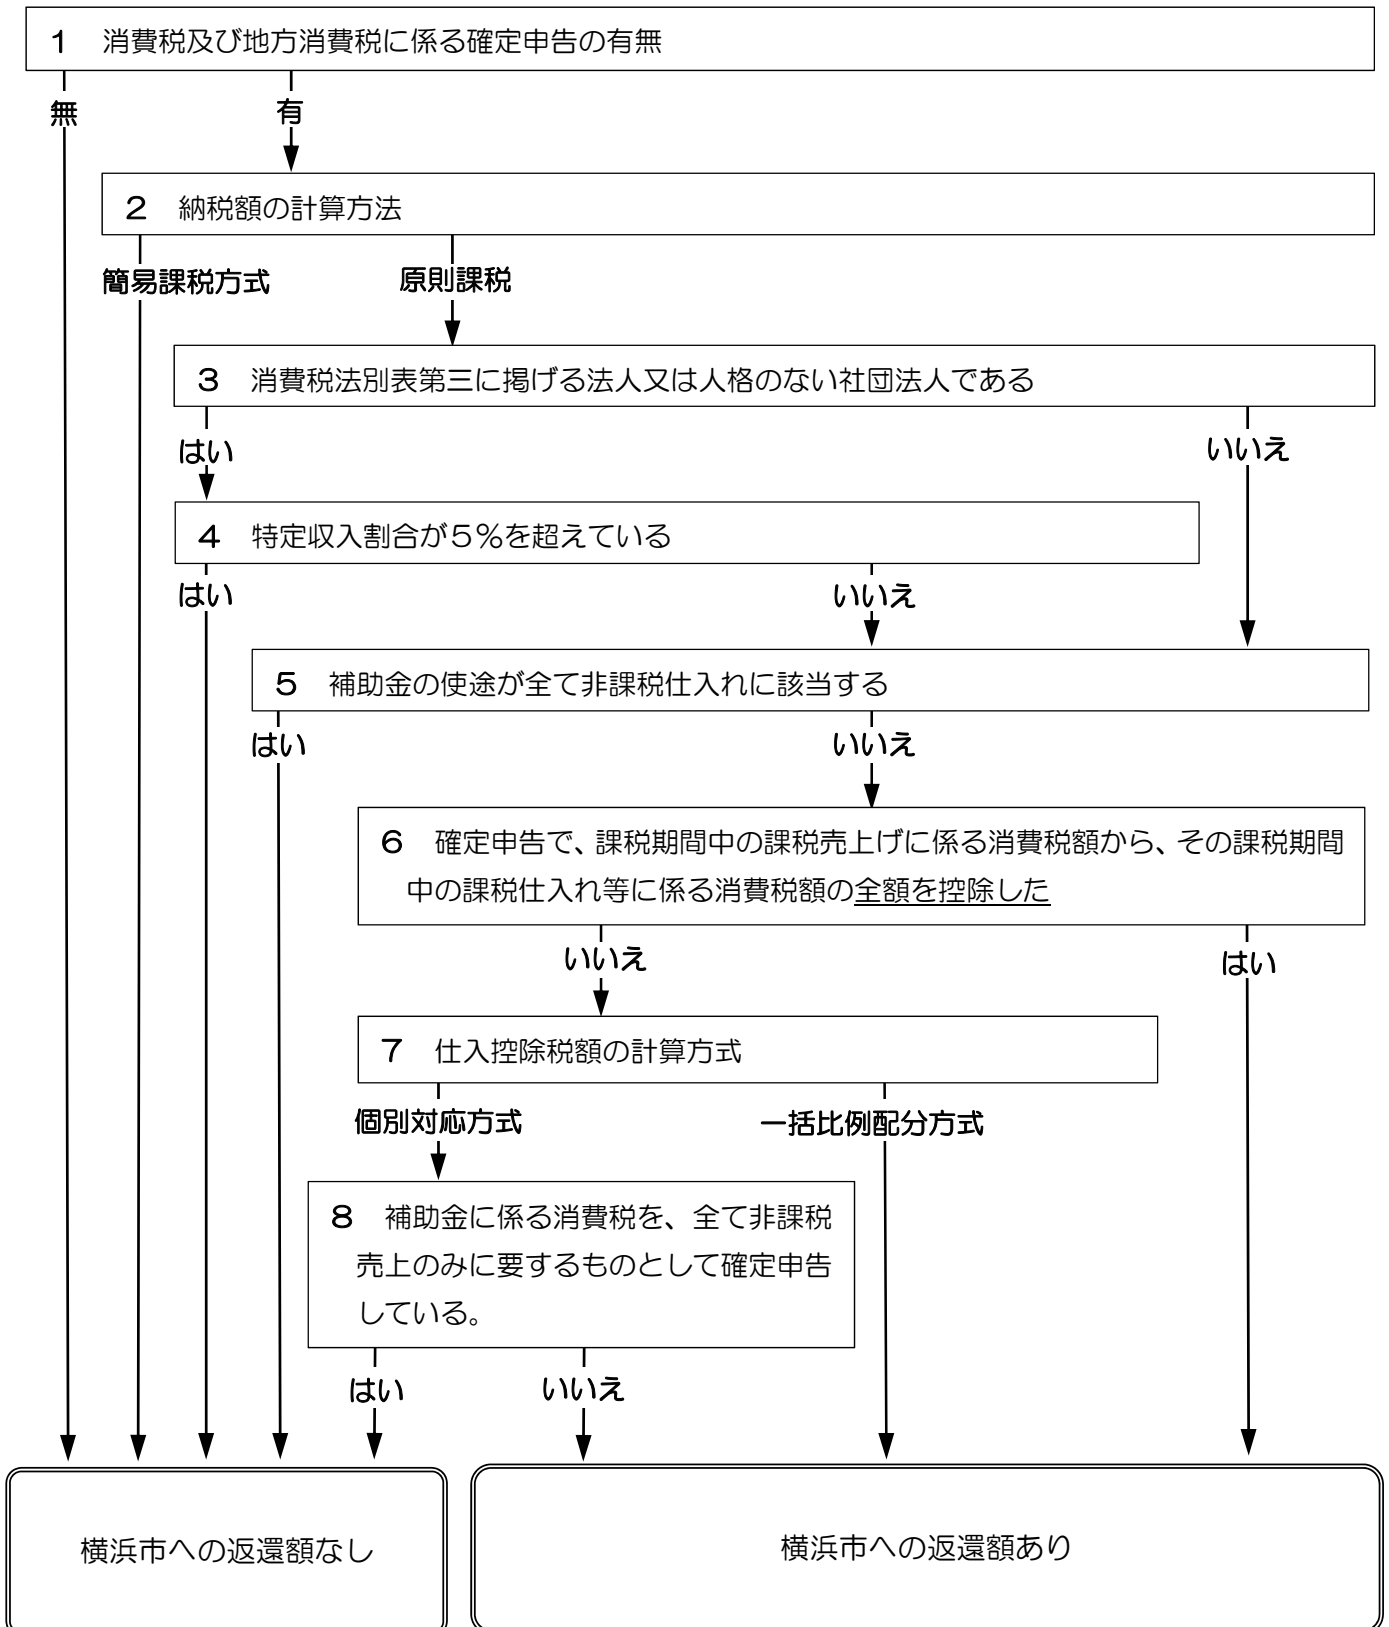 1 消費税及び地方消費税に係る確定申告の有無
無
有
2 納税額の計算方法
簡易課税方式
原則課税
3 消費税法別表第三に掲げる法人又は人格のない社団法人である
はい
いいえ
4 特定収入割合が5%を超えている
はい
いいえ
5 補助金の使途が全て非課税仕入れに該当する
はい
いいえ
6 確定申告で、課税期間中の課税売上げに係る消費税額から、その課税期間
中の課税仕入れ等に係る消費税額の全額を控除した
いいえ
はい
7 仕入控除税額の計算方式
個別対応方式
一括比例配分方式
8 補助金に係る消費税を、全て非課税
売上のみに要するものとして確定申告
している。
はい
いいえ
横浜市への返還額なし
横浜市への返還額あり